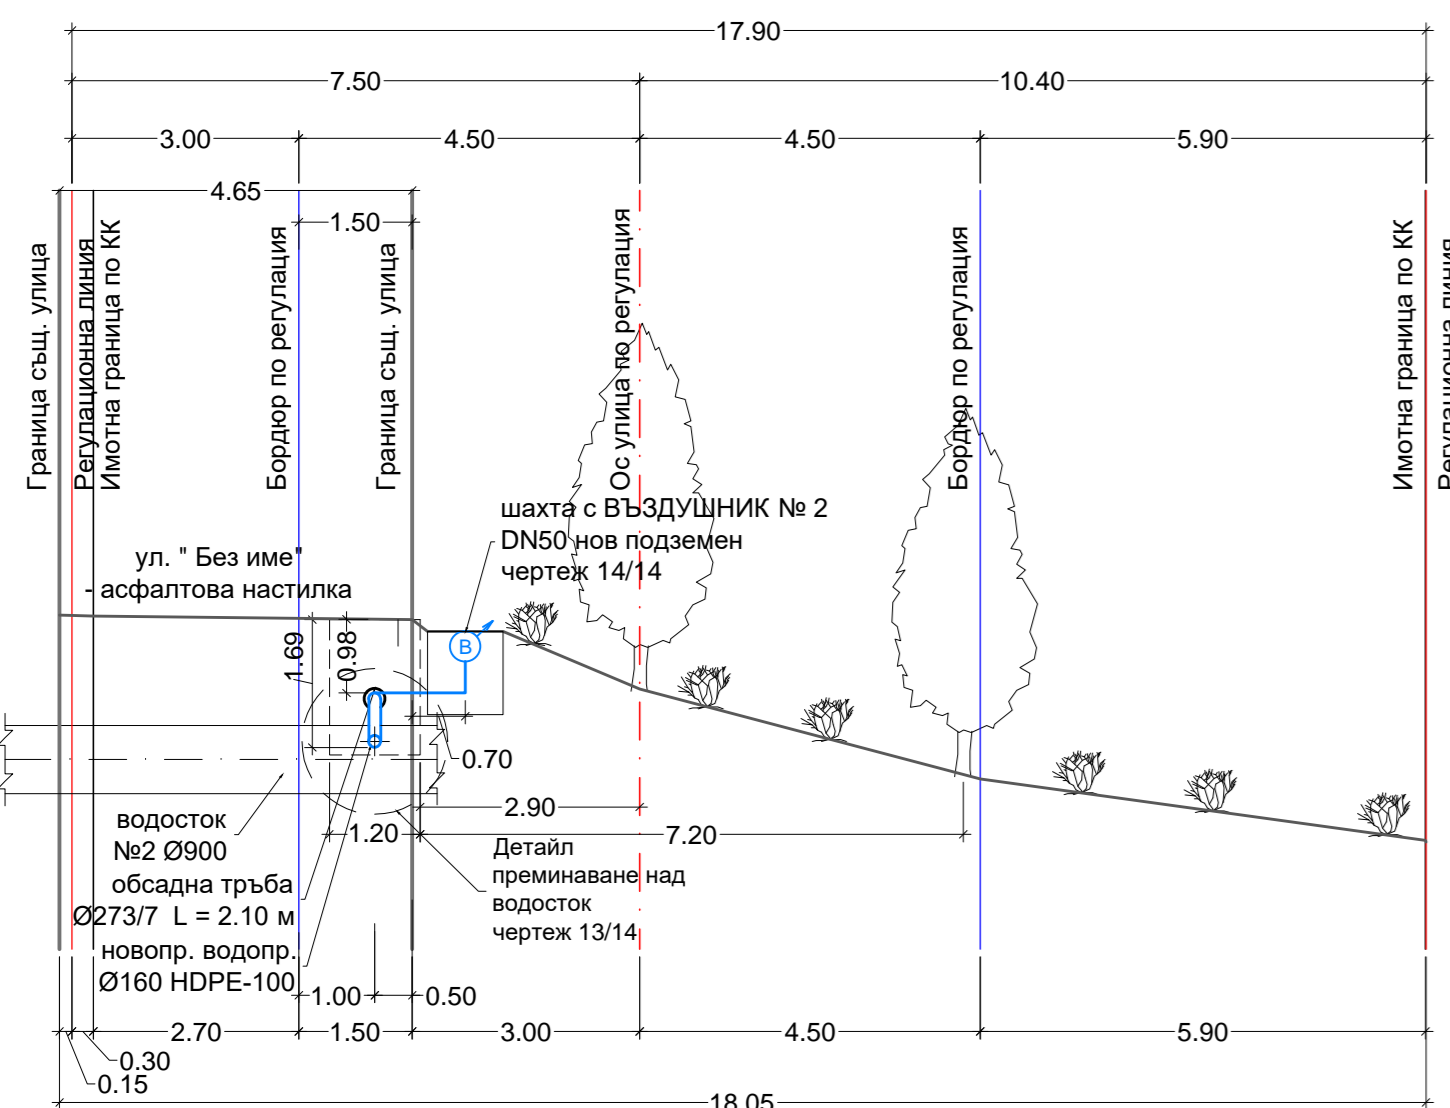 17.90
7.50
10.40
3.00
4.50
4.50
5.90
4.65
1.50
Граница същ. улица
Регулационна линия
Имотна граница по КК
Бордюр по регулация
Граница същ. улица
Ос улица по регулация
Бордюр по регулация
Имотна граница по КК
Регулационна линия
шахта с ВЪЗДУШНИК № 2
DN50 нов подземен
чертеж 14/14
ул. " Без име"
- асфалтова настилка
1.69
0.98
В
0.70
2.90
1.20
7.20
водосток
№2 Ø900
обсадна тръба
Ø273/7 L = 2.10 м
новопр. водопр.
Ø160 HDPE-100
Детайл
преминаване над
водосток
чертеж 13/14
1.00
0.50
2.70
1.50
3.00
4.50
5.90
0.30
0.15
18.05